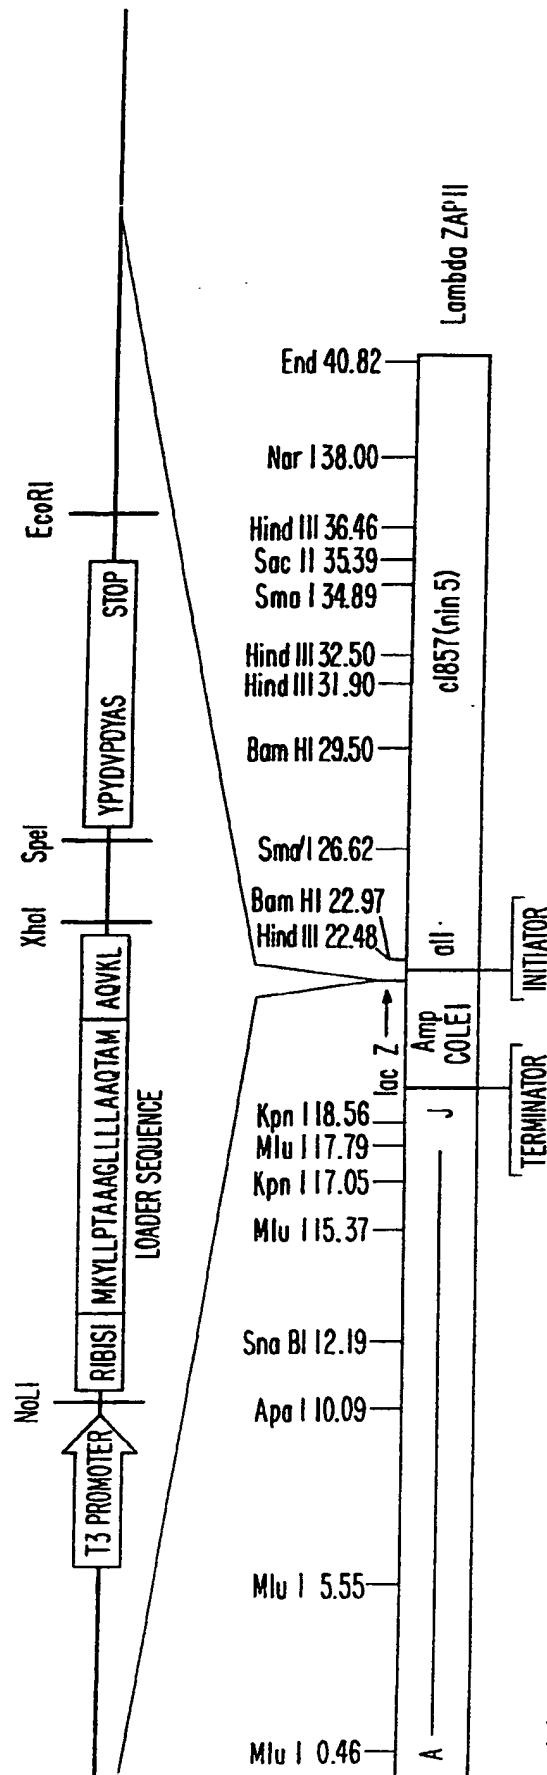 NoLI
XhoI
SpeI
EcoRI
T3 PROMOTER
RIBISI
MKYLLPTAAAGLLLLAAQTAM
AQVKL
YPYDVPDYAS
STOP
LOADER SEQUENCE
End 40.82
Nar I 38.00
Hind III 36.46
Sac II 35.39
Sma I 34.89
Hind III 32.50
Hind III 31.90
Bam HI 29.50
Sma I 26.62
Bam HI 22.97
Hind III 22.48
lac Z
Kpn I 18.56
Mlu I 17.79
Kpn I 17.05
Mlu I 15.37
Sna BI 12.19
Apa I 10.09
Mlu I 5.55
Mlu I 0.46
A
J
Amp
COLE I
all
cI857(nin 5)
TERMINATOR
INITIATOR
Lambda ZAPII